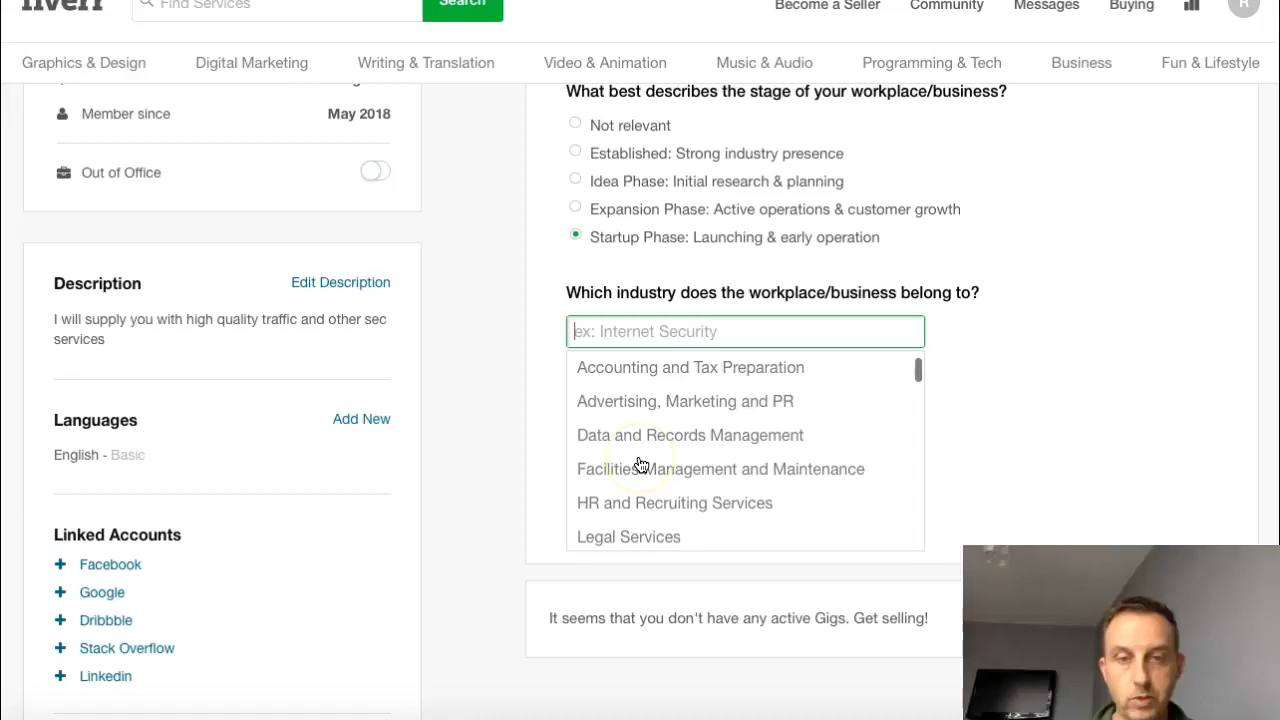 fiverr
Find Services
Search
Become a Seller
Community
Messages
Buying
R
Graphics & Design
Digital Marketing
Writing & Translation
Video & Animation
Music & Audio
Programming & Tech
Business
Fun & Lifestyle
Member since May 2018
Out of Office
Description Edit Description
I will supply you with high quality traffic and other sec
services
Languages Add New
English - Basic
Linked Accounts
Facebook
Google
Dribbble
Stack Overflow
Linkedin
What best describes the stage of your workplace/business?
Not relevant
Established: Strong industry presence
Idea Phase: Initial research & planning
Expansion Phase: Active operations & customer growth
Startup Phase: Launching & early operation
Which industry does the workplace/business belong to?
ex: Internet Security
Accounting and Tax Preparation
Advertising, Marketing and PR
Data and Records Management
Facilities Management and Maintenance
HR and Recruiting Services
Legal Services
It seems that you don't have any active Gigs. Get selling!